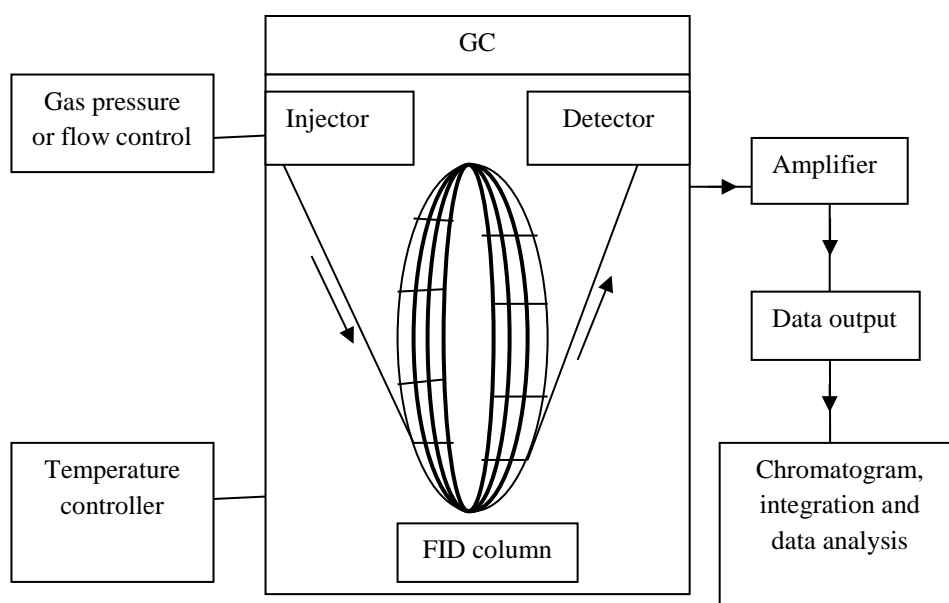 GC
Gas pressure
or flow control
Injector
Detector
Amplifier
Data output
Temperature
controller
FID column
Chromatogram,
integration and
data analysis